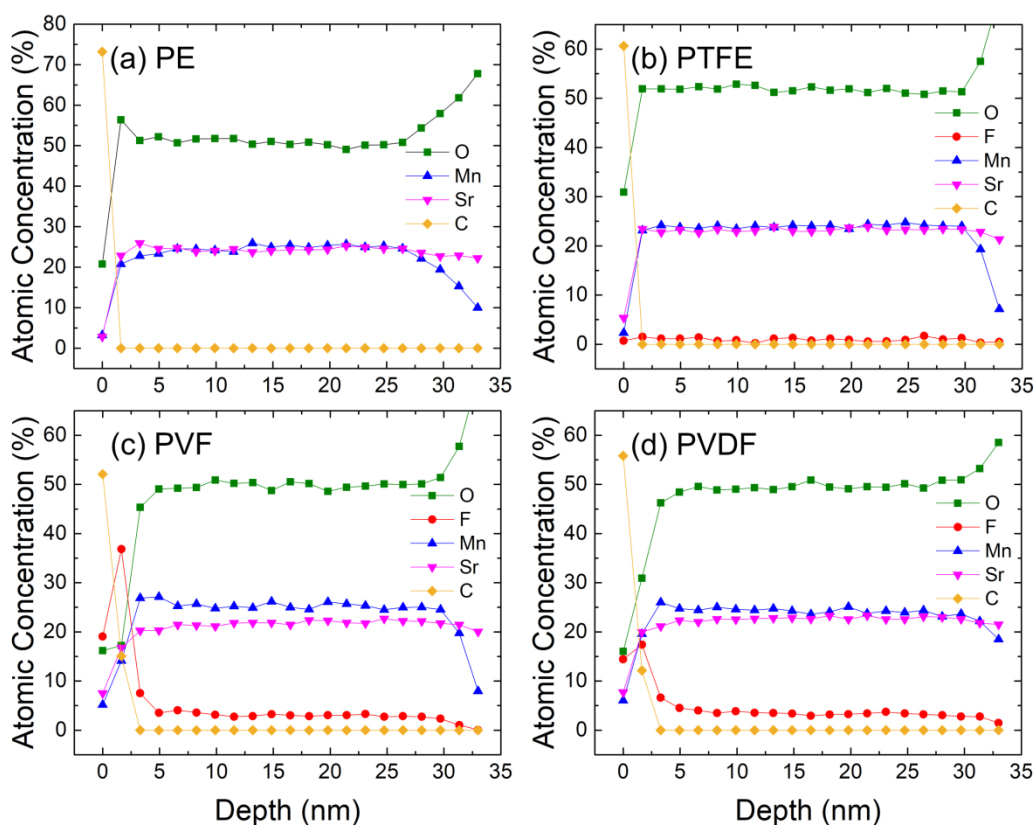 (a) PE
Atomic Concentration (%)
80
70
60
50
40
30
20
10
0
O
Mn
Sr
C
0 5 10 15 20 25 30 35
(b) PTFE
Atomic Concentration (%)
60
50
40
30
20
10
0
O
F
Mn
Sr
C
0 5 10 15 20 25 30 35
(c) PVF
Atomic Concentration (%)
60
50
40
30
20
10
0
O
F
Mn
Sr
C
0 5 10 15 20 25 30 35
Depth (nm)
(d) PVDF
Atomic Concentration (%)
60
50
40
30
20
10
0
O
F
Mn
Sr
C
0 5 10 15 20 25 30 35
Depth (nm)